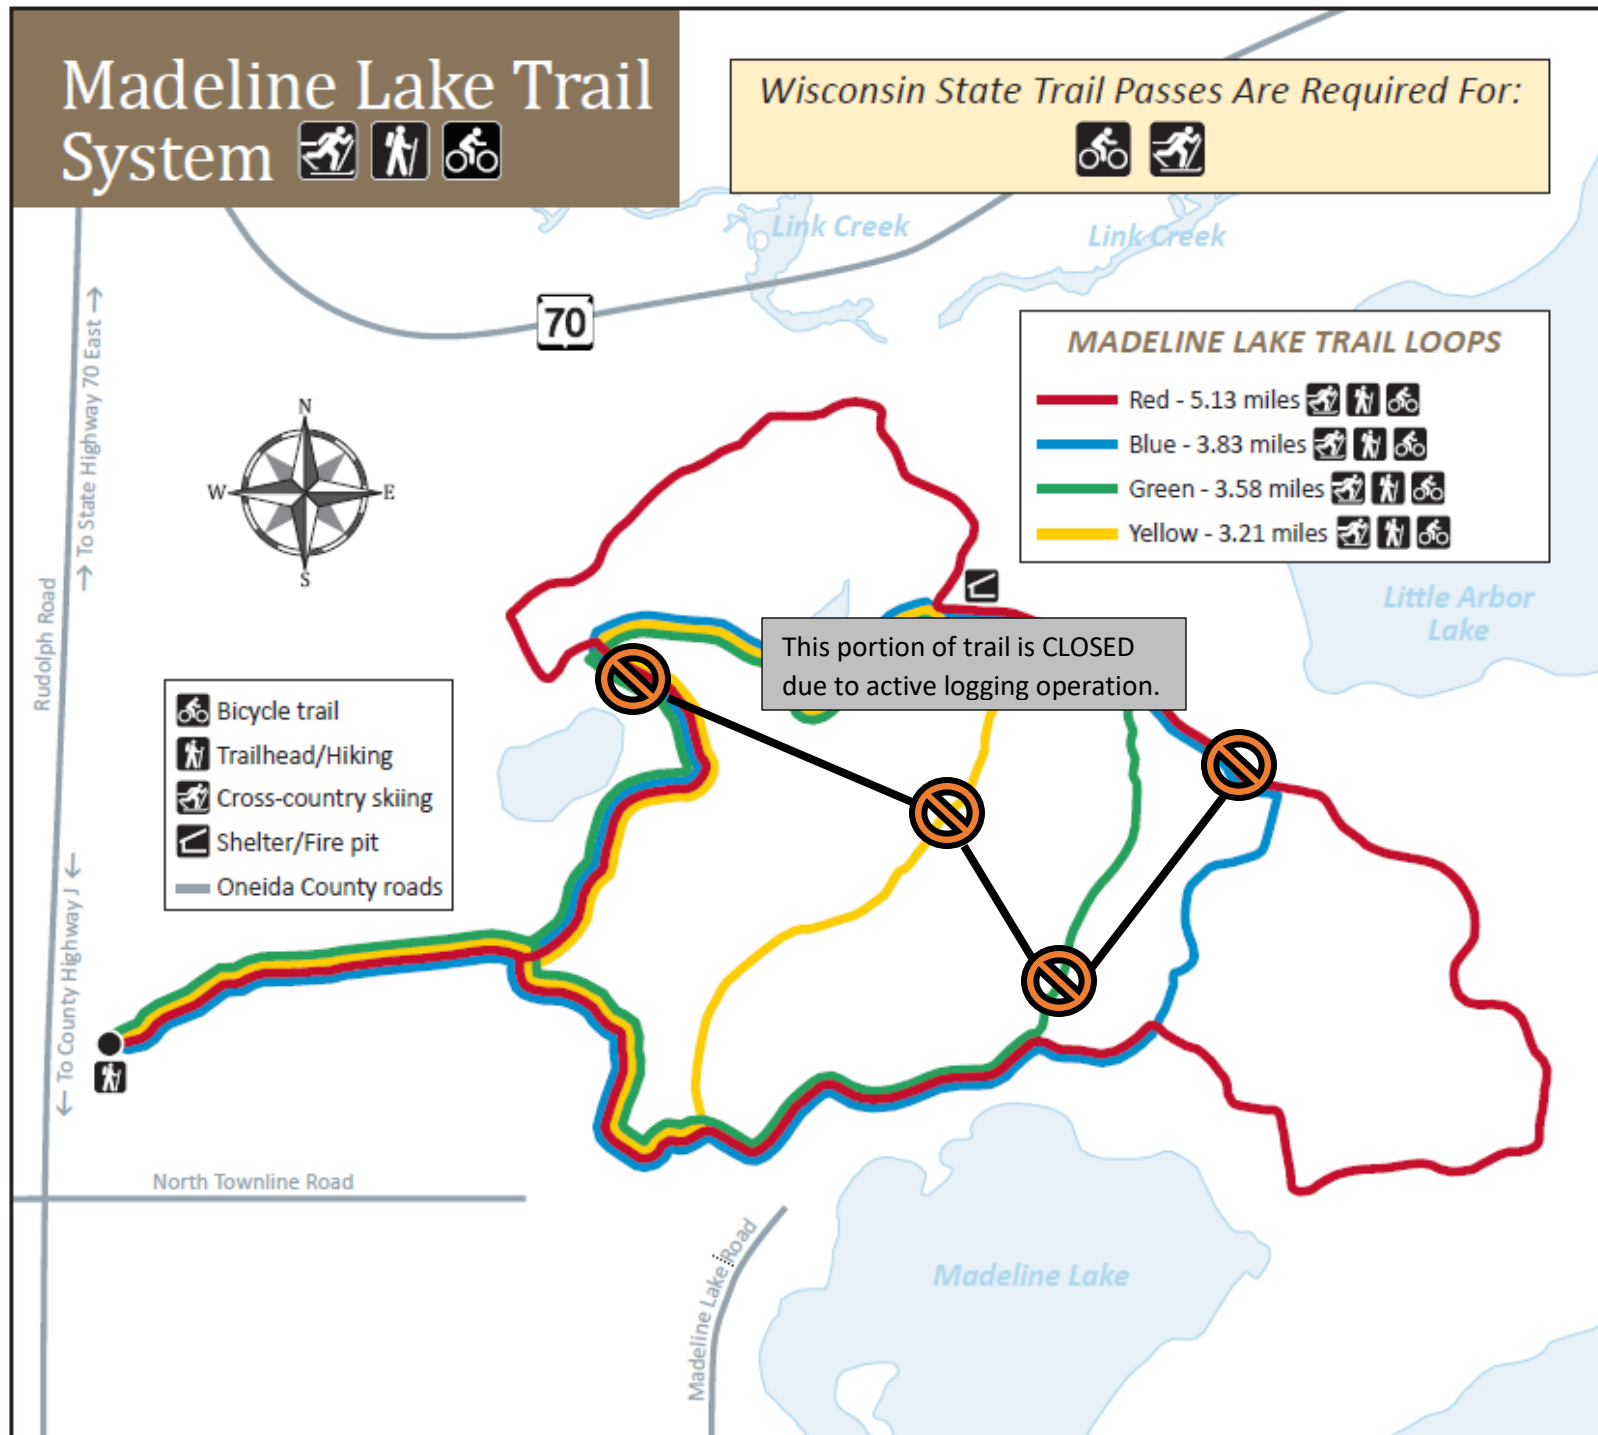 Madeline Lake Trail
System
Wisconsin State Trail Passes Are Required For:
Link Creek
Link Creek
70
To State Highway 70 East
Rudolph Road
To County Highway J
N
W
E
S
MADELINE LAKE TRAIL LOOPS
Red - 5.13 miles
Blue - 3.83 miles
Green - 3.58 miles
Yellow - 3.21 miles
Little Arbor
Lake
This portion of trail is CLOSED
due to active logging operation.
Bicycle trail
Trailhead/Hiking
Cross-country skiing
Shelter/Fire pit
Oneida County roads
North Townline Road
Madeline Lake Road
Madeline Lake